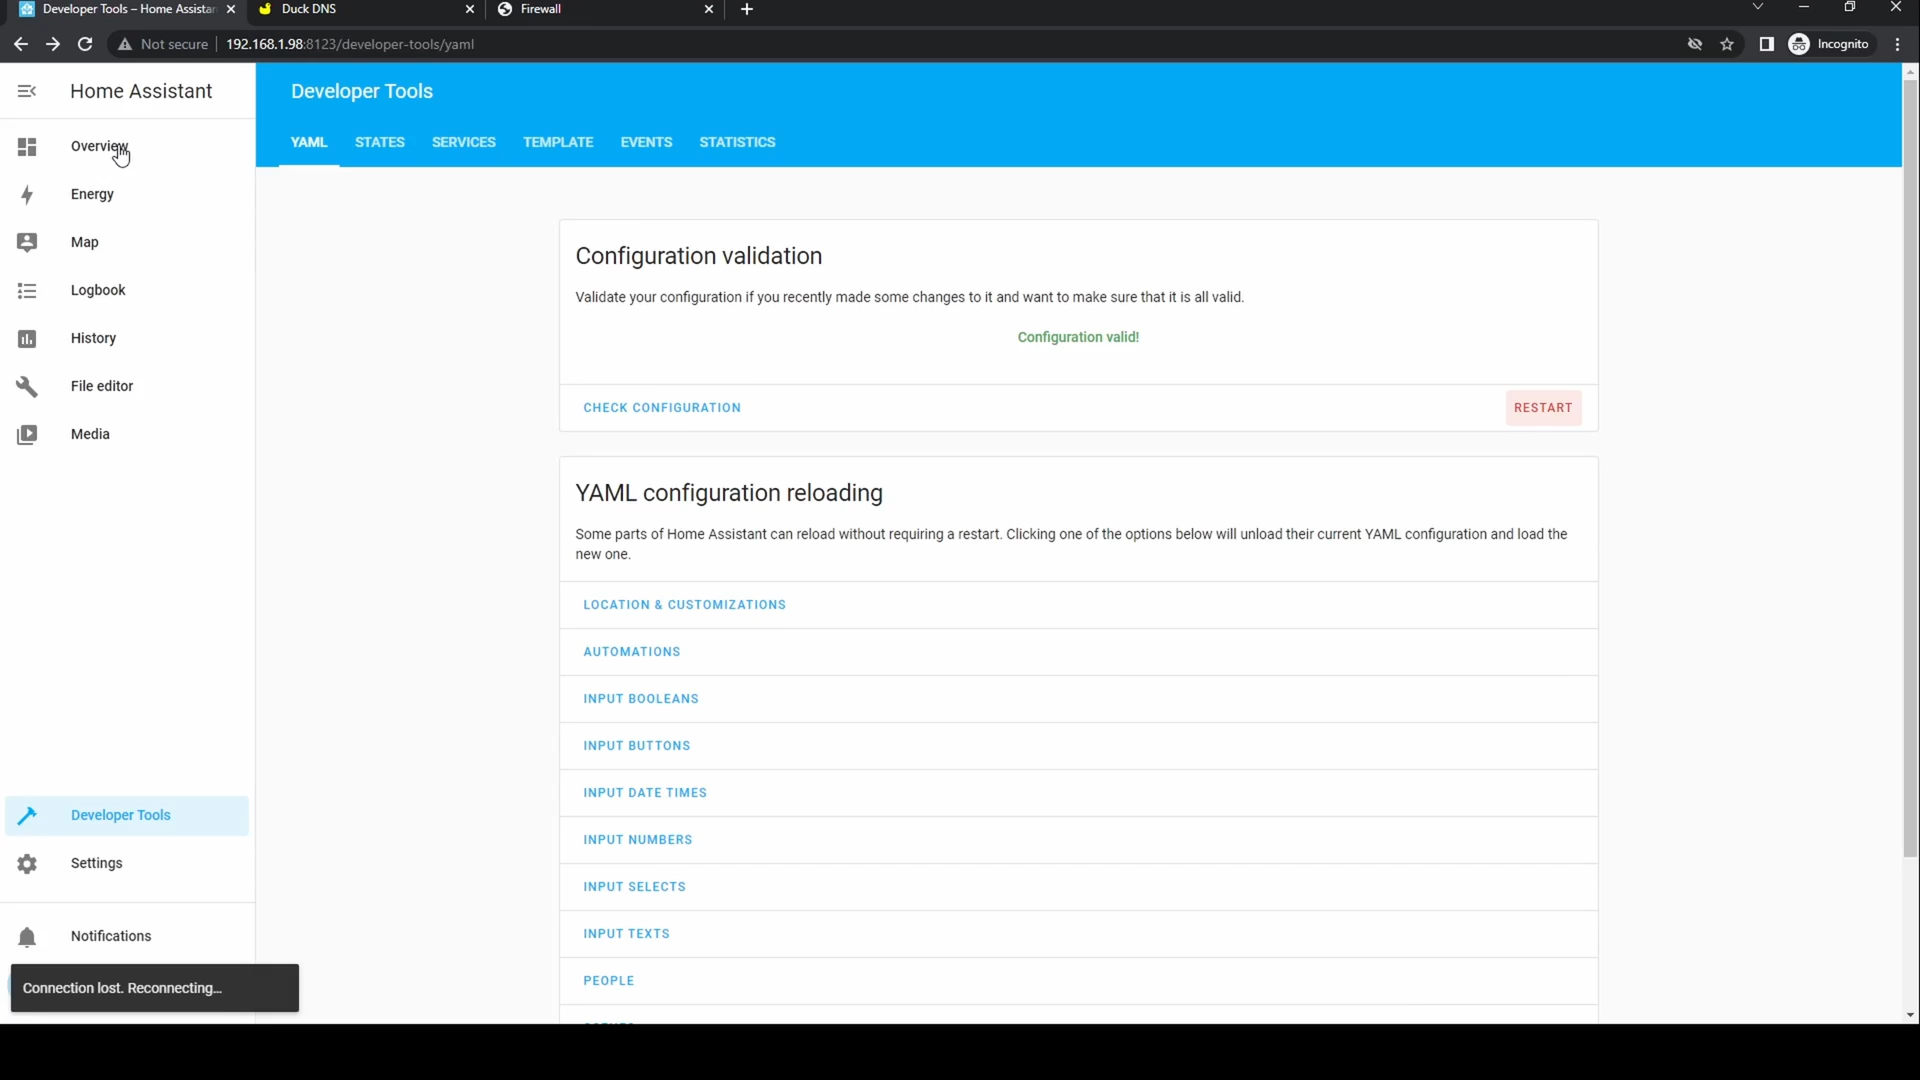 Developer Tools – Home Assistan
Duck DNS
Firewall
Not secure
192.168.1.98:8123/developer-tools/yaml
Incognito
Home Assistant
Developer Tools
YAML
STATES
SERVICES
TEMPLATE
EVENTS
STATISTICS
Overview
Energy
Map
Logbook
History
File editor
Media
Developer Tools
Settings
Notifications
Connection lost. Reconnecting...
Configuration validation
Validate your configuration if you recently made some changes to it and want to make sure that it is all valid.
Configuration valid!
CHECK CONFIGURATION
RESTART
YAML configuration reloading
Some parts of Home Assistant can reload without requiring a restart. Clicking one of the options below will unload their current YAML configuration and load the
new one.
LOCATION & CUSTOMIZATIONS
AUTOMATIONS
INPUT BOOLEANS
INPUT BUTTONS
INPUT DATE TIMES
INPUT NUMBERS
INPUT SELECTS
INPUT TEXTS
PEOPLE